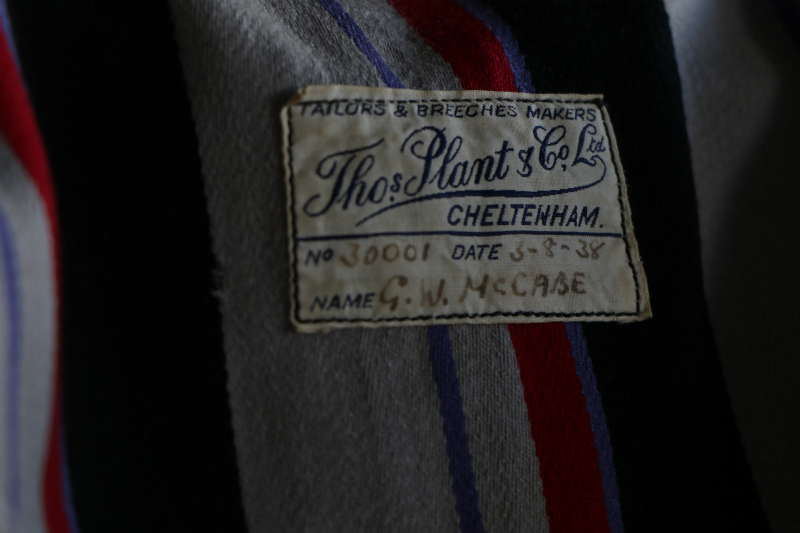 TAILORS & BREECHES MAKERS
Thos. Plant & Co. Ltd
CHELTENHAM.
No 30001 DATE 3-8-38
NAME G. W. McCABE